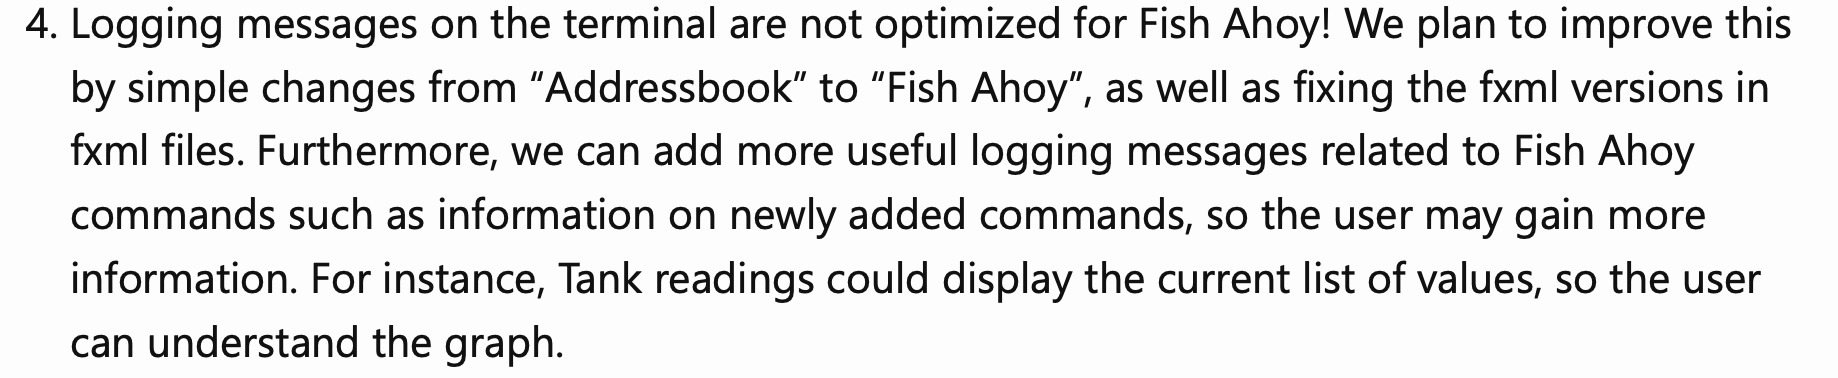 4. Logging messages on the terminal are not optimized for Fish Ahoy! We plan to improve this
by simple changes from “Addressbook” to “Fish Ahoy”, as well as fixing the fxml versions in
fxml files. Furthermore, we can add more useful logging messages related to Fish Ahoy
commands such as information on newly added commands, so the user may gain more
information. For instance, Tank readings could display the current list of values, so the user
can understand the graph.